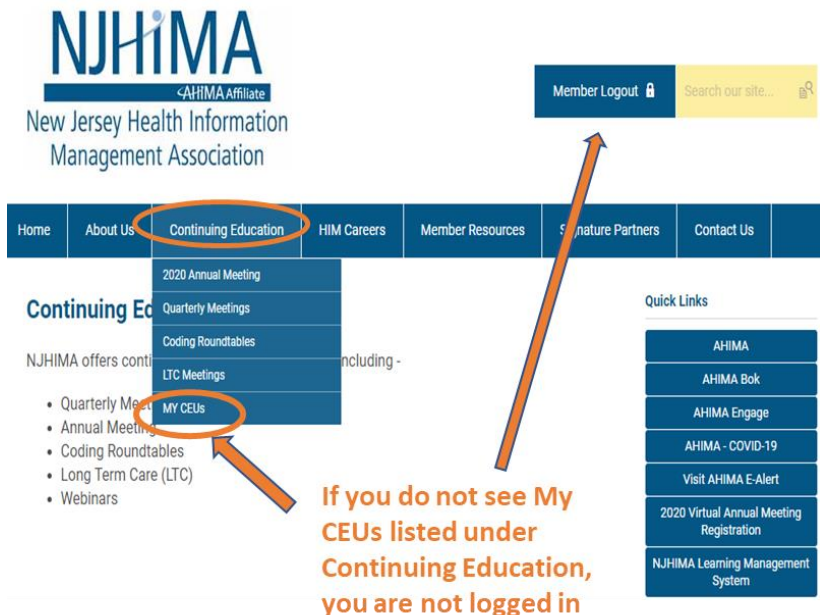 NJHIMA
AHIMA Affiliate
New Jersey Health Information
Management Association
Member Logout
Search our site...
Home
About Us
Continuing Education
HIM Careers
Member Resources
Signature Partners
Contact Us
2020 Annual Meeting
Quarterly Meetings
Coding Roundtables
LTC Meetings
MY CEUs
Continuing Ed
NJHIMA offers conti
ncluding -
• Quarterly Meet
• Annual Meeting
• Coding Roundtables
• Long Term Care (LTC)
• Webinars
If you do not see My
CEUs listed under
Continuing Education,
you are not logged in
Quick Links
AHIMA
AHIMA Bok
AHIMA Engage
AHIMA - COVID-19
Visit AHIMA E-Alert
2020 Virtual Annual Meeting
Registration
NJHIMA Learning Management
System